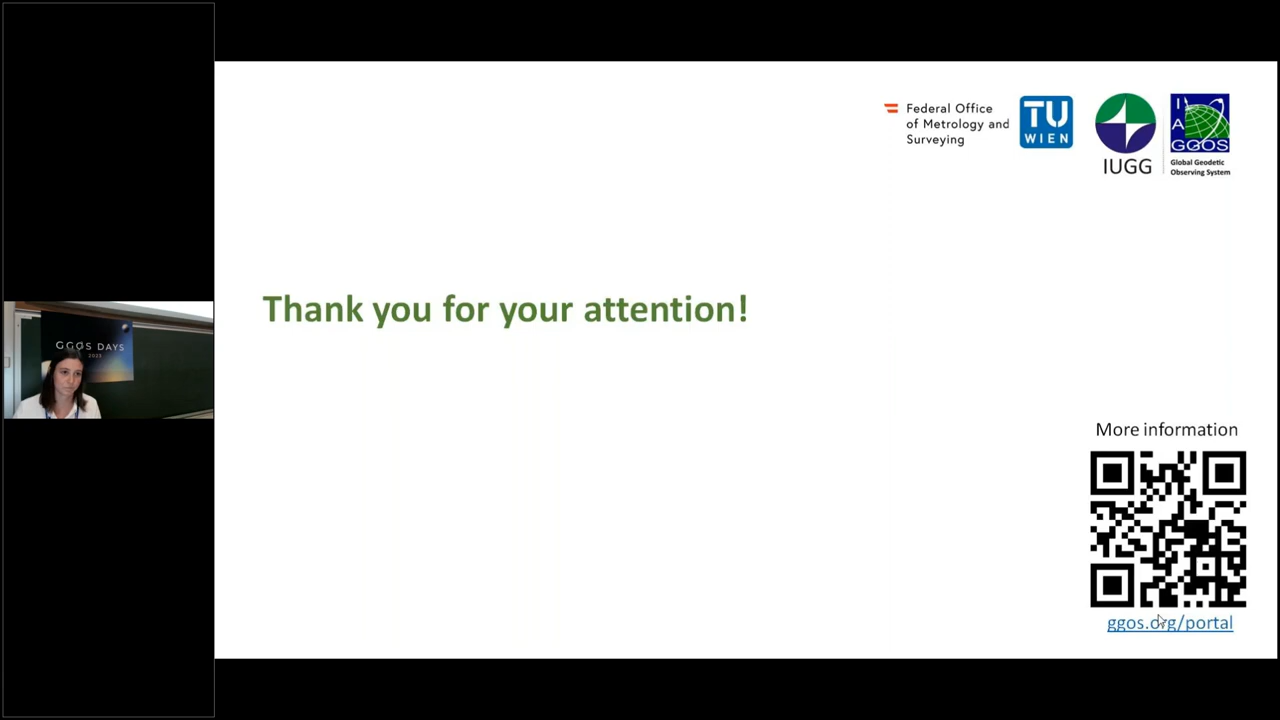 Federal Office
of Metrology and
Surveying
TU
WIEN
IUGG
I
A
GGOS
Global Geodetic
Observing System
Thank you for your attention!
GGOS DAYS
2023
More information
ggos.org/portal